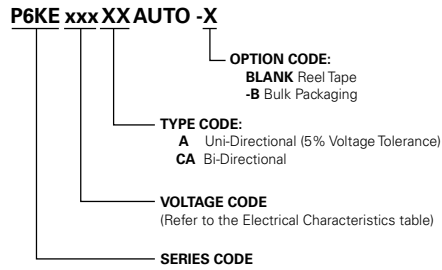 P6KE xxx XX AUTO -X
OPTION CODE:
BLANK Reel Tape
-B Bulk Packaging
TYPE CODE:
A Uni-Directional (5% Voltage Tolerance)
CA Bi-Directional
VOLTAGE CODE
(Refer to the Electrical Characteristics table)
SERIES CODE